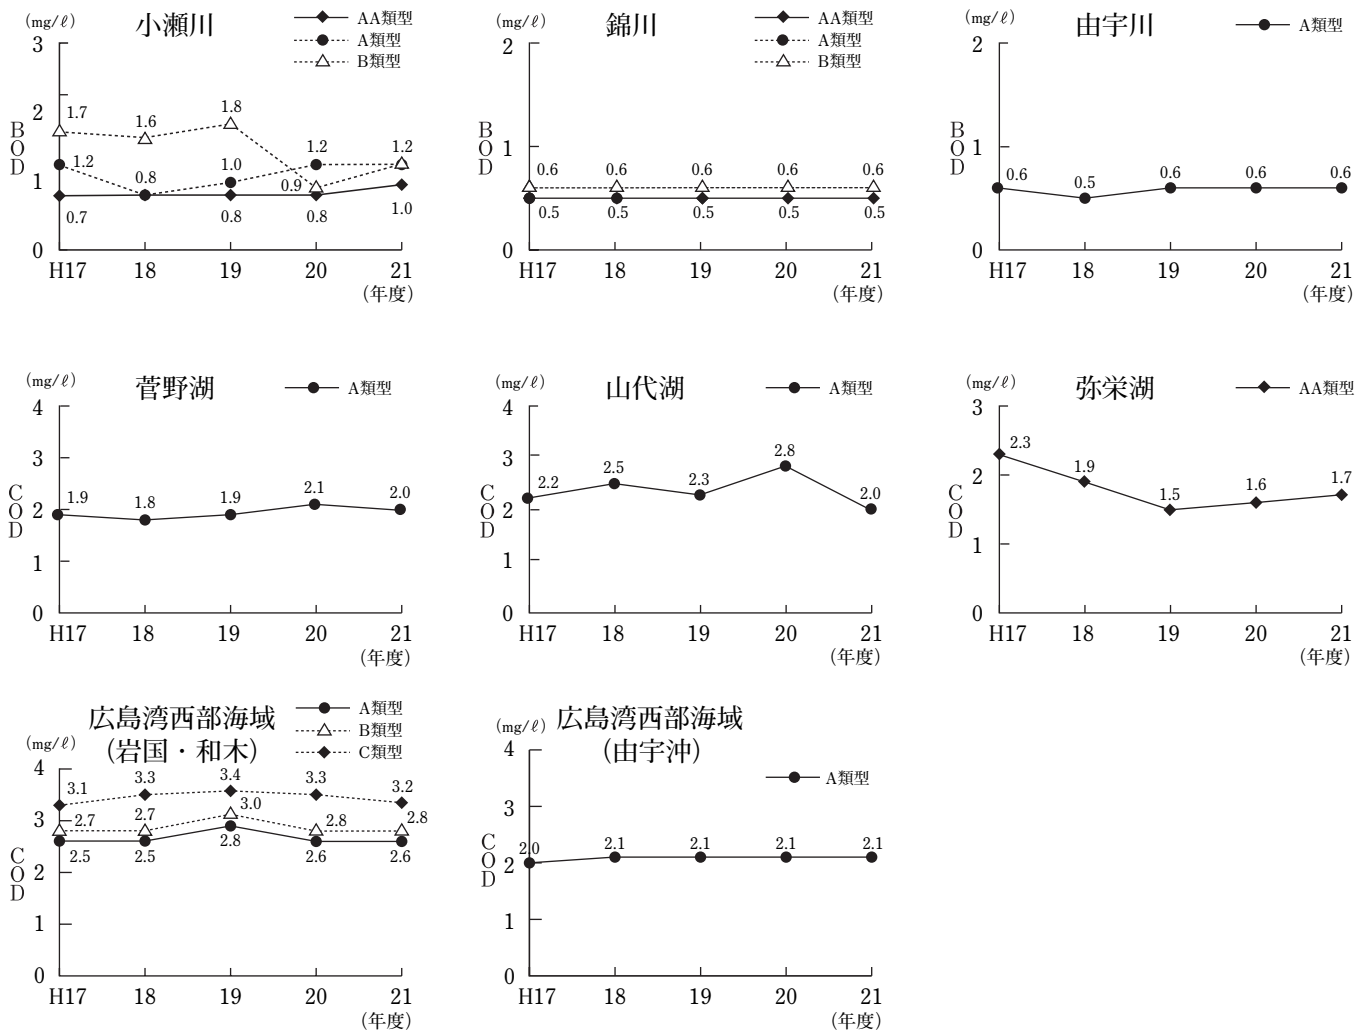 小瀬川
(mg/ℓ)
AA類型
A類型
B類型
3
2
1
0
BOD
1.7
1.6
1.8
1.2
1.2
1.2
0.8
1.0
0.9
0.7
0.8
0.8
1.0
H17 18 19 20 21
(年度)
錦川
(mg/ℓ)
AA類型
A類型
B類型
2
1
0
BOD
0.6 0.6 0.6 0.6 0.6
0.5 0.5 0.5 0.5 0.5
H17 18 19 20 21
(年度)
由宇川
(mg/ℓ)
A類型
2
1
0
BOD
0.6 0.5 0.6 0.6 0.6
H17 18 19 20 21
(年度)
菅野湖
(mg/ℓ)
A類型
4
3
2
1
0
COD
1.9 1.8 1.9 2.1 2.0
H17 18 19 20 21
(年度)
山代湖
(mg/ℓ)
A類型
4
3
2
1
0
COD
2.2 2.5 2.3 2.8 2.0
H17 18 19 20 21
(年度)
弥栄湖
(mg/ℓ)
AA類型
3
2
1
0
COD
2.3 1.9 1.5 1.6 1.7
H17 18 19 20 21
(年度)
広島湾西部海域
(岩国・和木)
(mg/ℓ)
A類型
B類型
C類型
4
3
2
1
0
COD
3.1 3.3 3.4 3.3 3.2
2.7 2.7 3.0 2.8 2.8
2.5 2.5 2.8 2.6 2.6
H17 18 19 20 21
(年度)
広島湾西部海域
(由宇沖)
(mg/ℓ)
A類型
4
3
2
1
0
COD
2.0 2.1 2.1 2.1 2.1
H17 18 19 20 21
(年度)